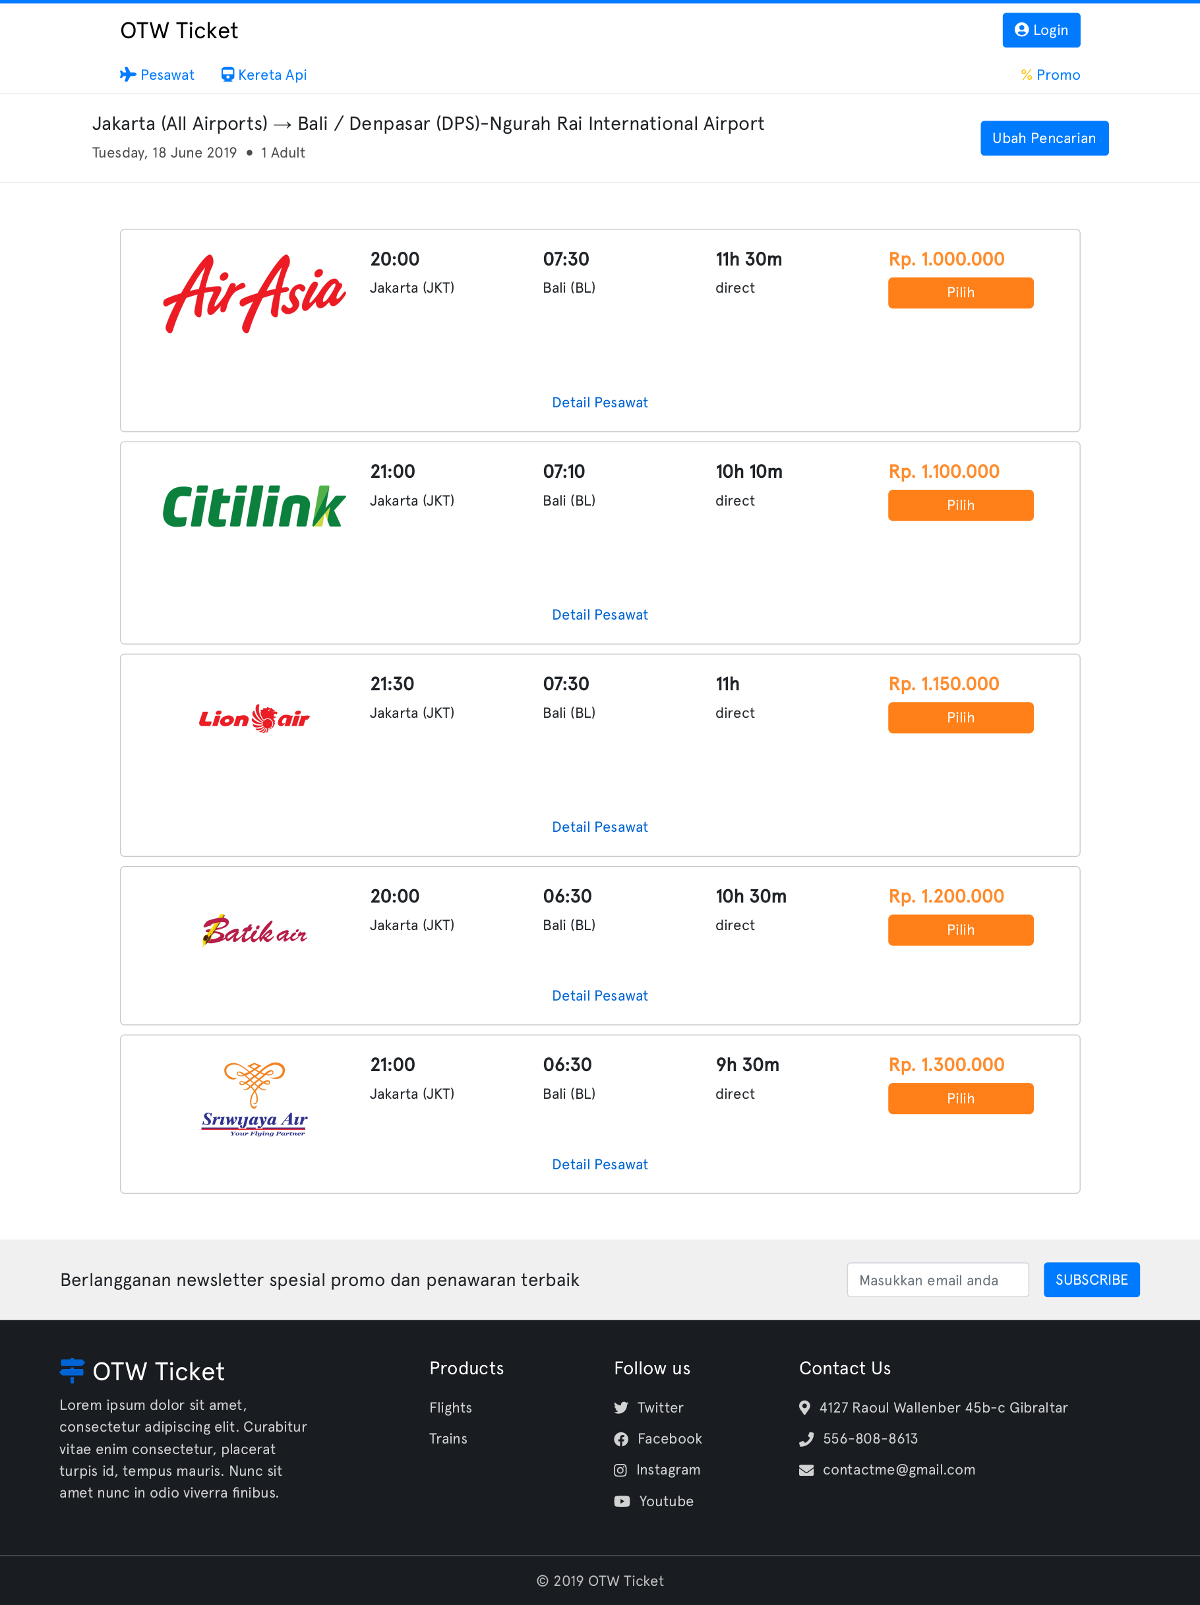 OTW Ticket
Login
Pesawat
Kereta Api
% Promo
Jakarta (All Airports) → Bali / Denpasar (DPS)-Ngurah Rai International Airport
Tuesday, 18 June 2019 • 1 Adult
Ubah Pencarian
AirAsia
20:00 07:30 11h 30m Rp. 1.000.000
Jakarta (JKT) Bali (BL) direct Pilih
Detail Pesawat
Citilink
21:00 07:10 10h 10m Rp. 1.100.000
Jakarta (JKT) Bali (BL) direct Pilih
Detail Pesawat
Lion air
21:30 07:30 11h Rp. 1.150.000
Jakarta (JKT) Bali (BL) direct Pilih
Detail Pesawat
Batik air
20:00 06:30 10h 30m Rp. 1.200.000
Jakarta (JKT) Bali (BL) direct Pilih
Detail Pesawat
Sriwijaya Air
Your Flying Partner
21:00 06:30 9h 30m Rp. 1.300.000
Jakarta (JKT) Bali (BL) direct Pilih
Detail Pesawat
Berlangganan newsletter spesial promo dan penawaran terbaik
Masukkan email anda
SUBSCRIBE
OTW Ticket
Lorem ipsum dolor sit amet,
consectetur adipiscing elit. Curabitur
vitae enim consectetur, placerat
turpis id, tempus mauris. Nunc sit
amet nunc in odio viverra finibus.
Products
Flights
Trains
Follow us
Twitter
Facebook
Instagram
Youtube
Contact Us
4127 Raoul Wallenber 45b-c Gibraltar
556-808-8613
contactme@gmail.com
© 2019 OTW Ticket